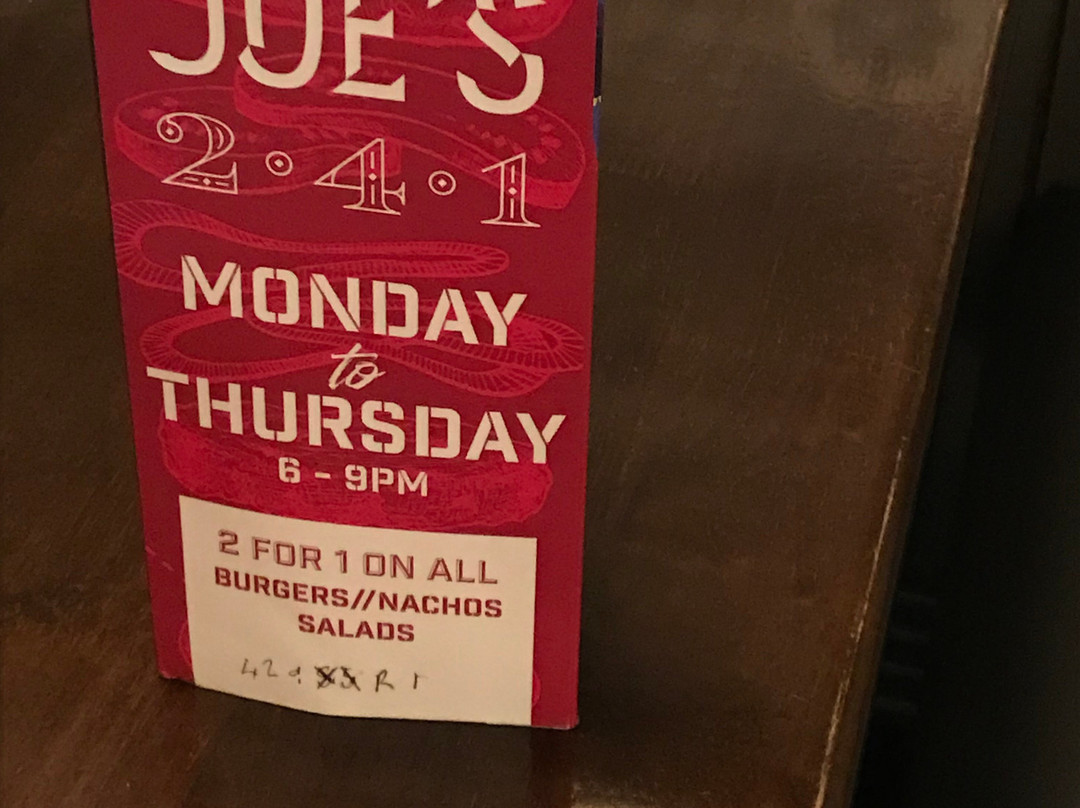 JOE'S
2·4·1
MONDAY
to
THURSDAY
6 - 9PM
2 FOR 1 ON ALL
BURGERS//NACHOS
SALADS